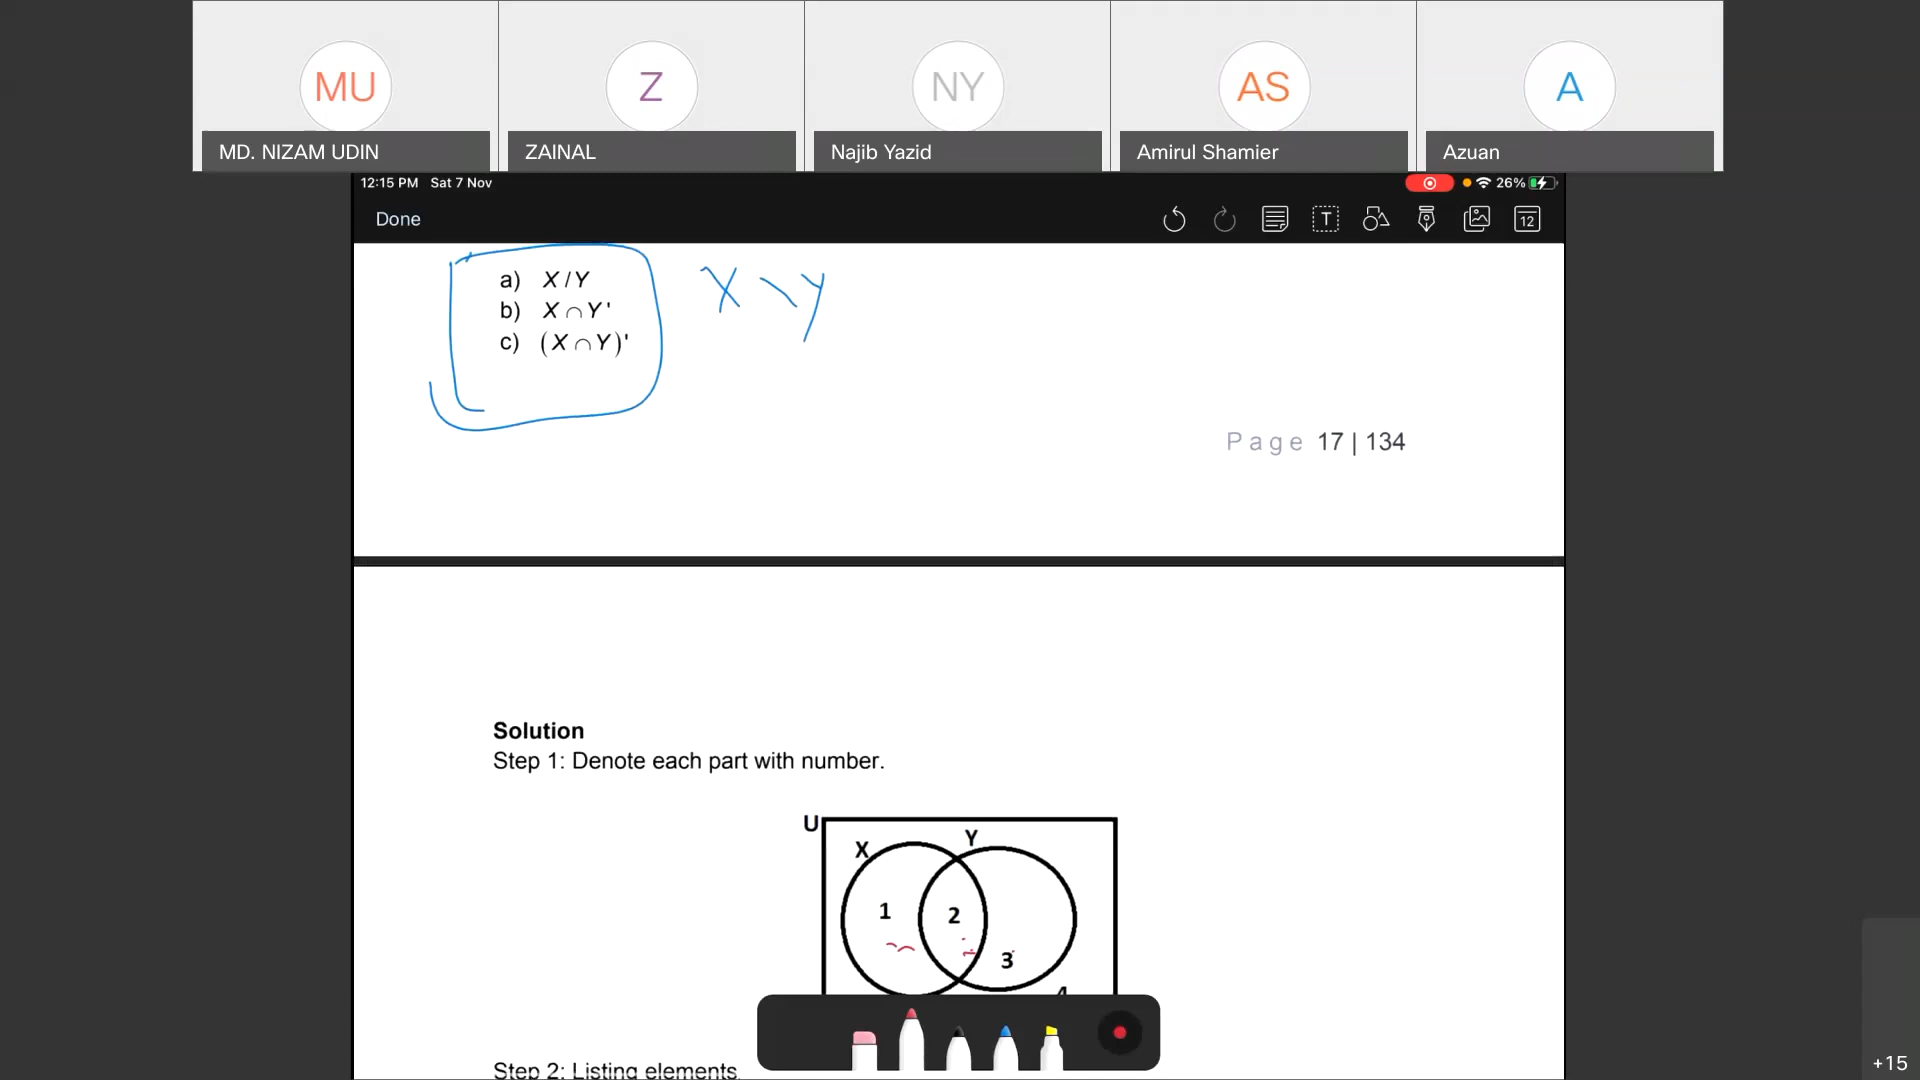 MU
Z
NY
AS
A
MD. NIZAM UDIN
ZAINAL
Najib Yazid
Amirul Shamier
Azuan
12:15 PM Sat 7 Nov
26%
Done
T
12
a) X / Y
b) X ∩ Y '
c) (X ∩ Y)'
X \ Y
Page 17 | 134
Solution
Step 1: Denote each part with number.
U
Y
X
1
2
3
4
Step 2: Listing elements
+15